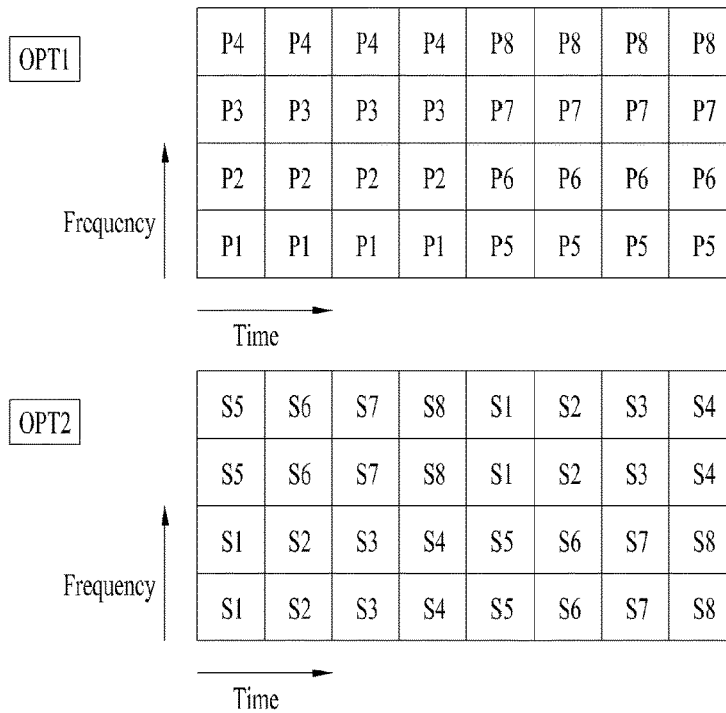 OPT1
P4 P4 P4 P4 P8 P8 P8 P8
P3 P3 P3 P3 P7 P7 P7 P7
P2 P2 P2 P2 P6 P6 P6 P6
Frequency
P1 P1 P1 P1 P5 P5 P5 P5
Time
OPT2
S5 S6 S7 S8 S1 S2 S3 S4
S5 S6 S7 S8 S1 S2 S3 S4
S1 S2 S3 S4 S5 S6 S7 S8
Frequency
S1 S2 S3 S4 S5 S6 S7 S8
Time